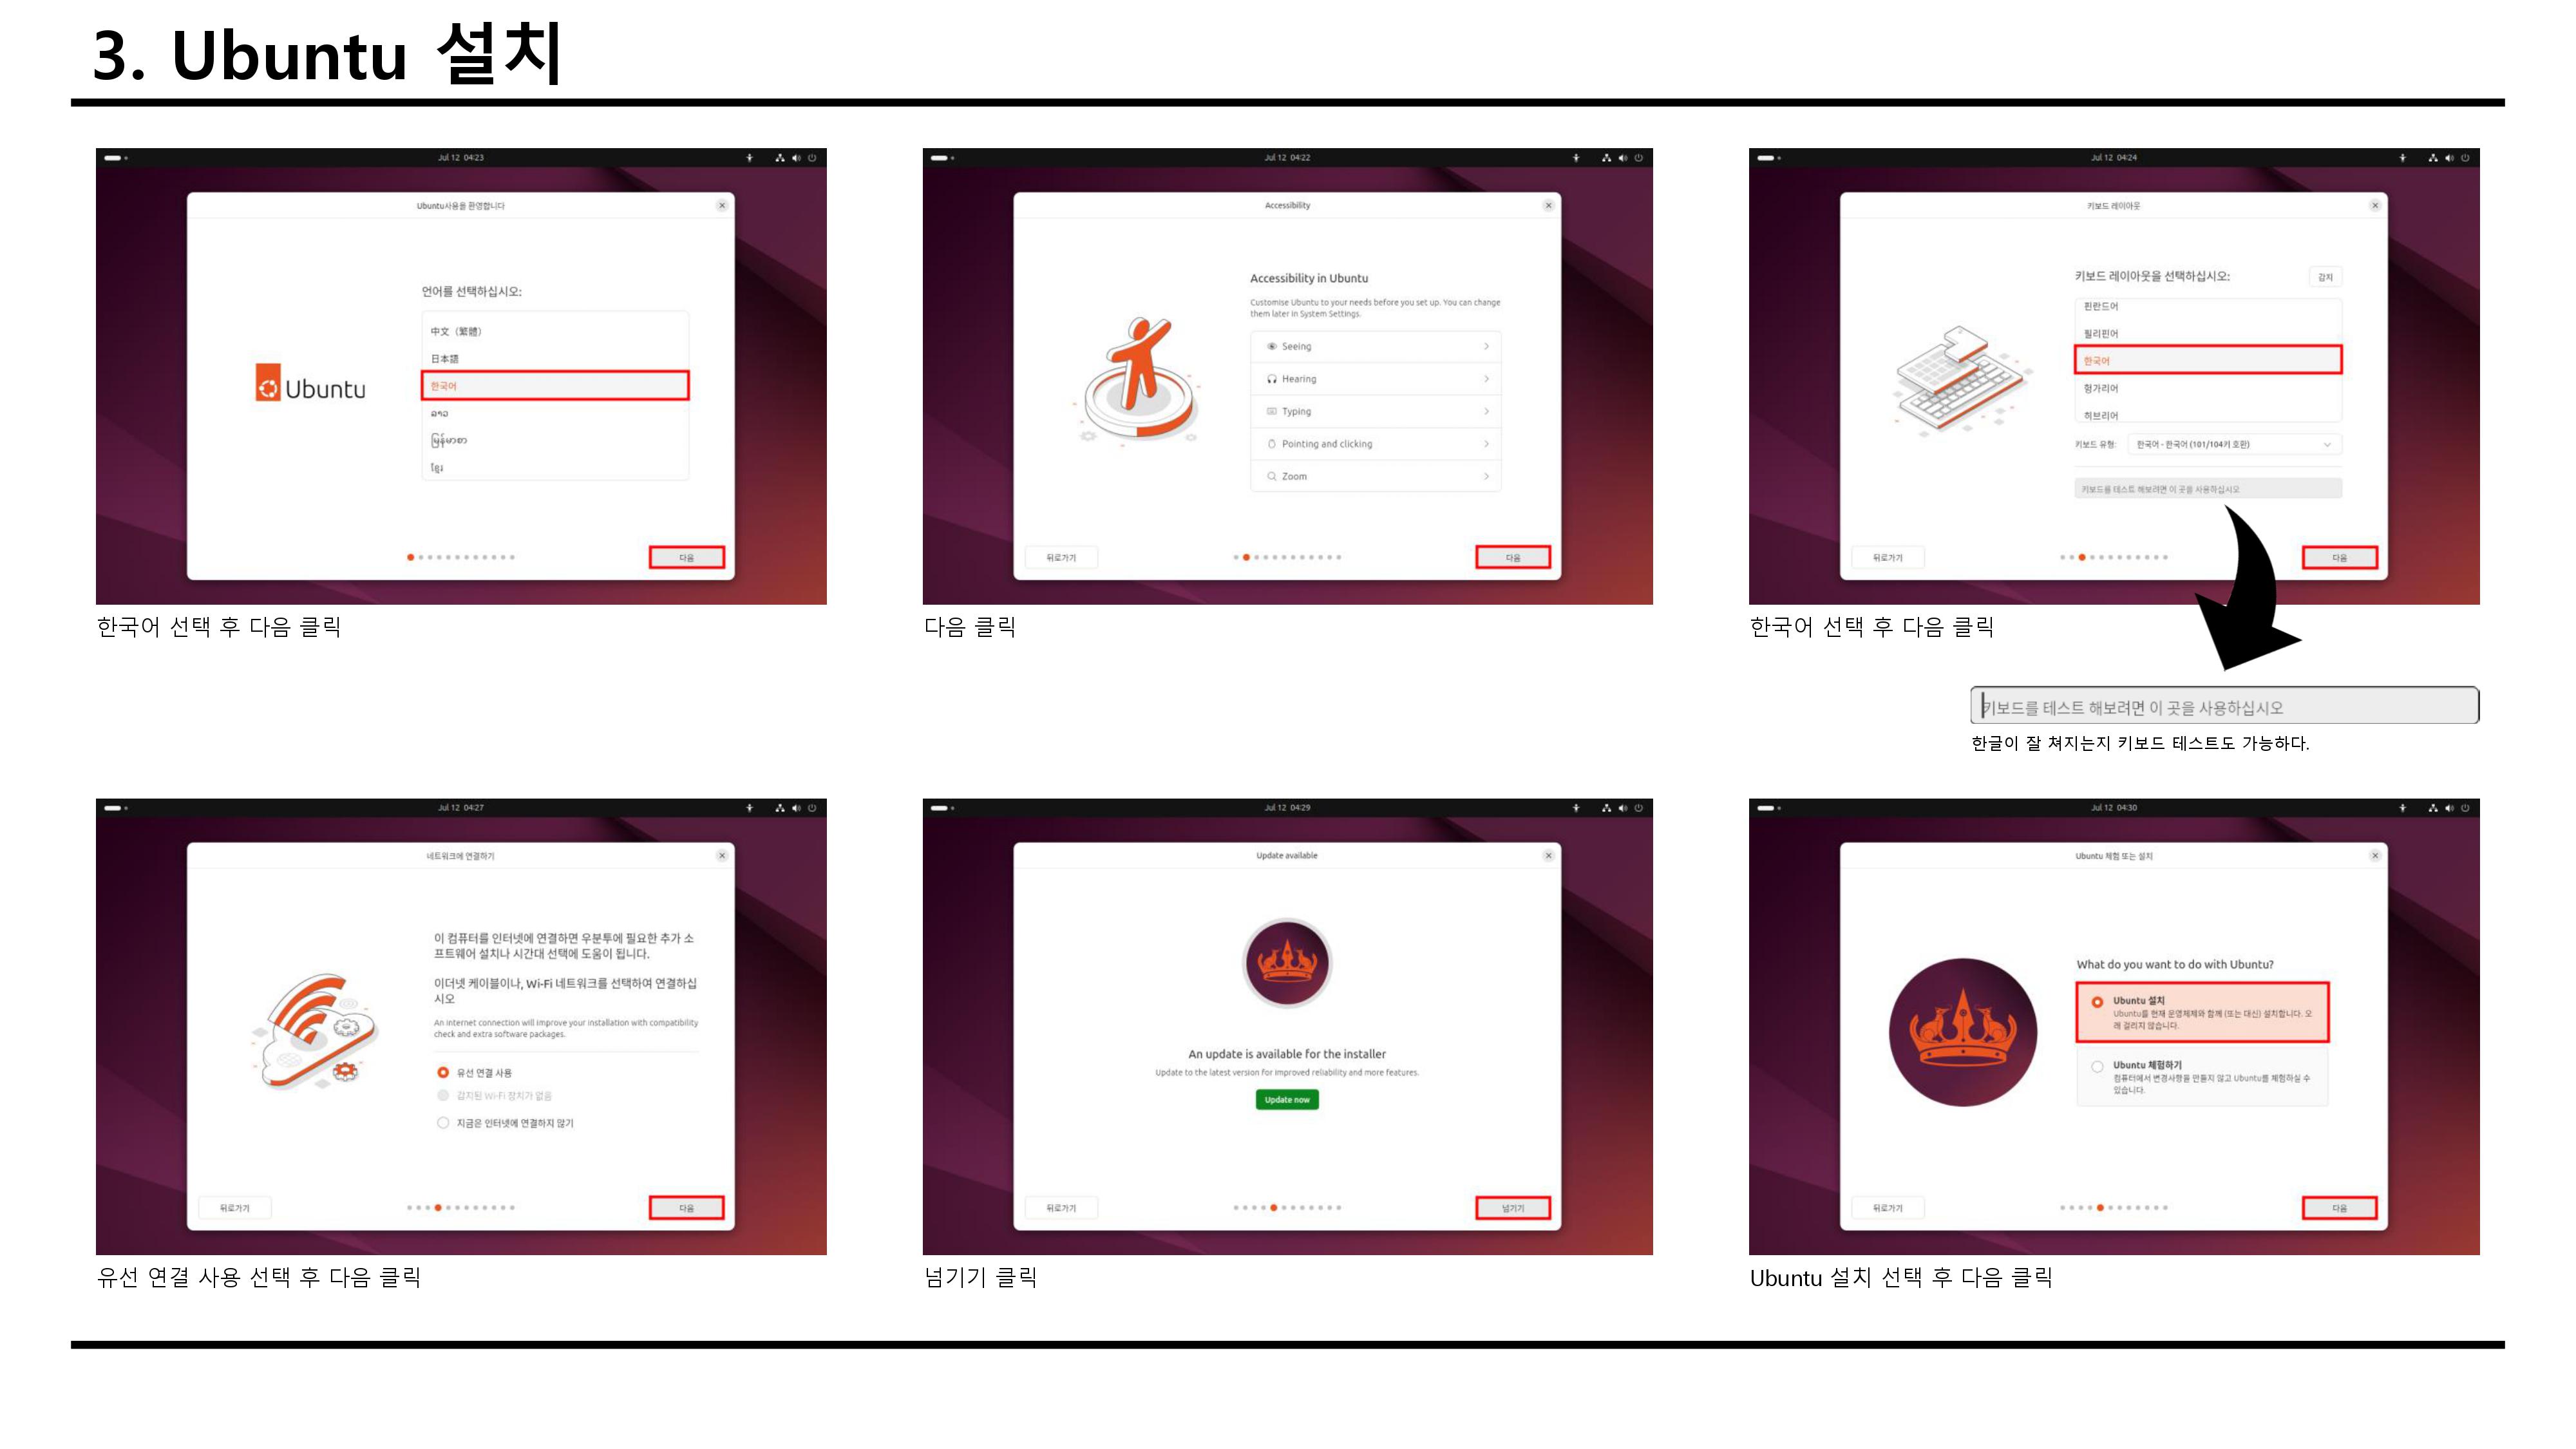 3. Ubuntu 설치
Jul 12 04:23
Ubuntu사용을 환영합니다
언어를 선택하십시오:
中文（繁體）
日本語
한국어
ລາວ
မြန်မာစာ
ខ្មែរ
Ubuntu
다음
한국어 선택 후 다음 클릭
Jul 12 04:22
Accessibility
Accessibility in Ubuntu
Customise Ubuntu to your needs before you set up. You can change
them later in System Settings.
Seeing
Hearing
Typing
Pointing and clicking
Zoom
뒤로가기
다음
다음 클릭
Jul 12 04:24
키보드 레이아웃
키보드 레이아웃을 선택하십시오:
감지
핀란드어
필리핀어
한국어
헝가리어
히브리어
키보드 유형: 한국어 - 한국어 (101/104키 호환)
키보드를 테스트 해보려면 이 곳을 사용하십시오
뒤로가기
다음
한국어 선택 후 다음 클릭
키보드를 테스트 해보려면 이 곳을 사용하십시오
한글이 잘 쳐지는지 키보드 테스트도 가능하다.
Jul 12 04:27
네트워크에 연결하기
이 컴퓨터를 인터넷에 연결하면 우분투에 필요한 추가 소
프트웨어 설치나 시간대 선택에 도움이 됩니다.
이더넷 케이블이나, Wi-Fi 네트워크를 선택하여 연결하십
시오
An internet connection will improve your installation with compatibility
check and extra software packages.
유선 연결 사용
감지된 Wi-Fi 장치가 없음
지금은 인터넷에 연결하지 않기
뒤로가기
다음
유선 연결 사용 선택 후 다음 클릭
Jul 12 04:29
Update available
An update is available for the installer
Update to the latest version for improved reliability and more features.
Update now
뒤로가기
넘기기
넘기기 클릭
Jul 12 04:30
Ubuntu 체험 또는 설치
What do you want to do with Ubuntu?
Ubuntu 설치
Ubuntu를 현재 운영체제와 함께 (또는 대신) 설치합니다. 오
래 걸리지 않습니다.
Ubuntu 체험하기
컴퓨터에서 변경사항을 만들지 않고 Ubuntu를 체험하실 수
있습니다.
뒤로가기
다음
Ubuntu 설치 선택 후 다음 클릭